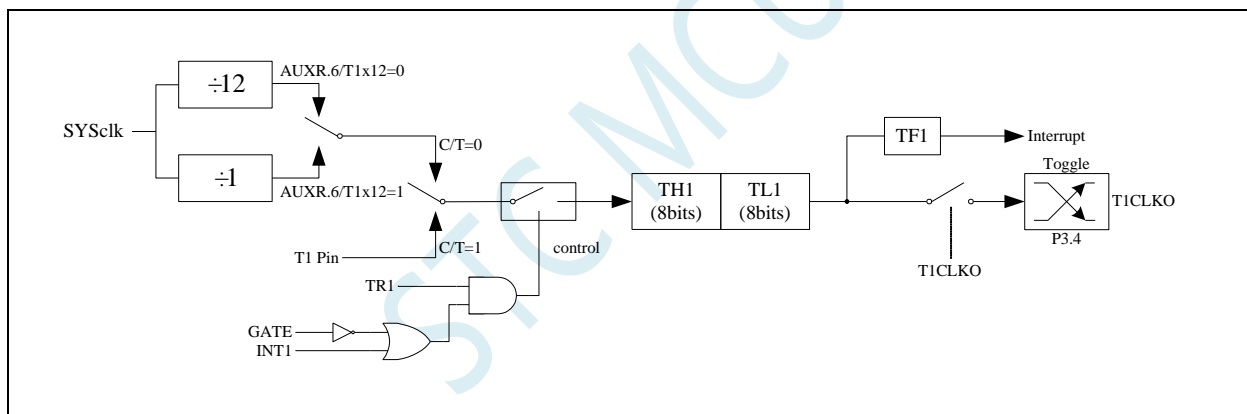 ÷12
AUXR.6/T1x12=0
SYSclk
÷1
AUXR.6/T1x12=1
C/T=0
C/T=1
T1 Pin
TR1
GATE
INT1
control
TH1
(8bits)
TL1
(8bits)
TF1
Interrupt
Toggle
T1CLKO
P3.4
T1CLKO
STC MCU